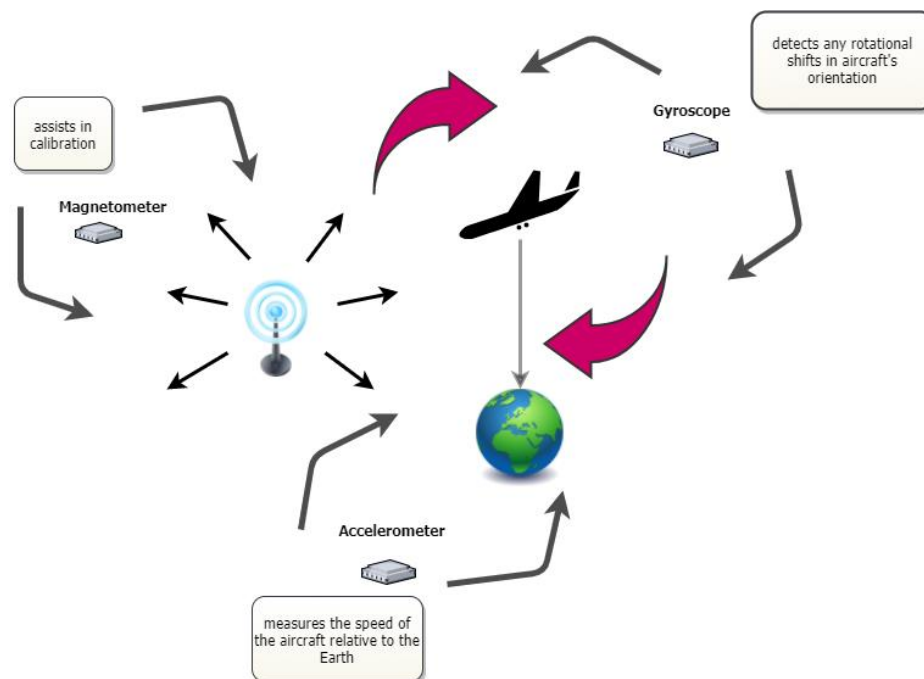 detects any rotational
shifts in aircraft's
orientation
Gyroscope
assists in
calibration
Magnetometer
Accelerometer
measures the speed of
the aircraft relative to the
Earth